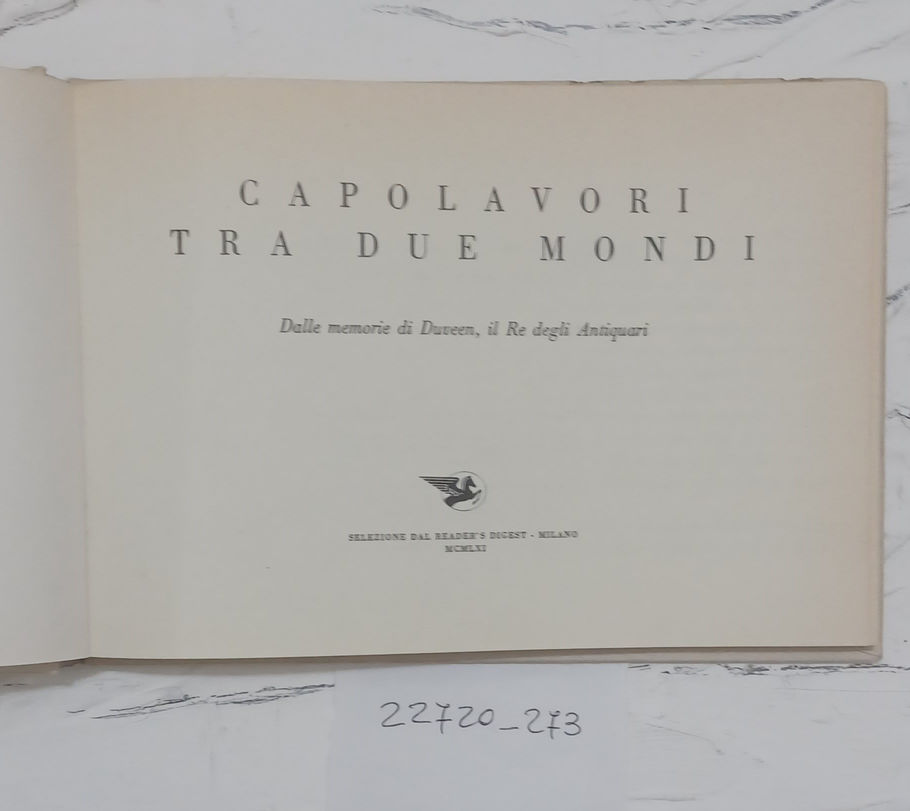 CAPOLAVORI
TRA DUE MONDI
Dalle memorie di Duveen, il Re degli Antiquari
SELEZIONE DAL READER'S DIGEST - MILANO
MCMLXI
22720_273